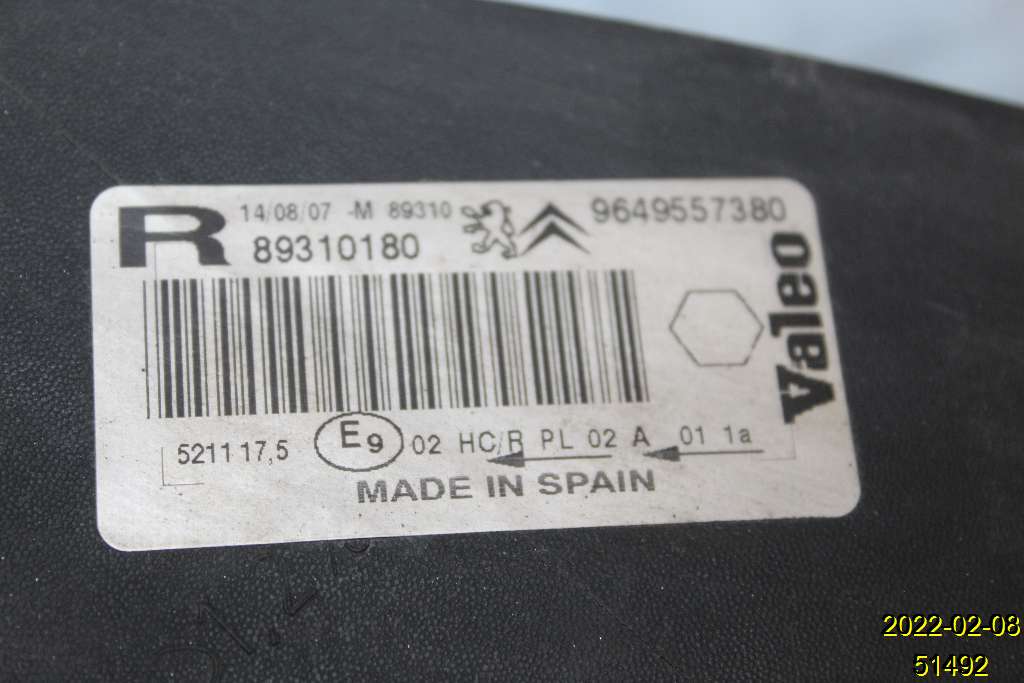 R
14/08/07 -M 89310
89310180
9649557380
Valeo
5211 17,5
E9
02 HC/R PL 02 A 01 1a
MADE IN SPAIN
2022-02-08
51492